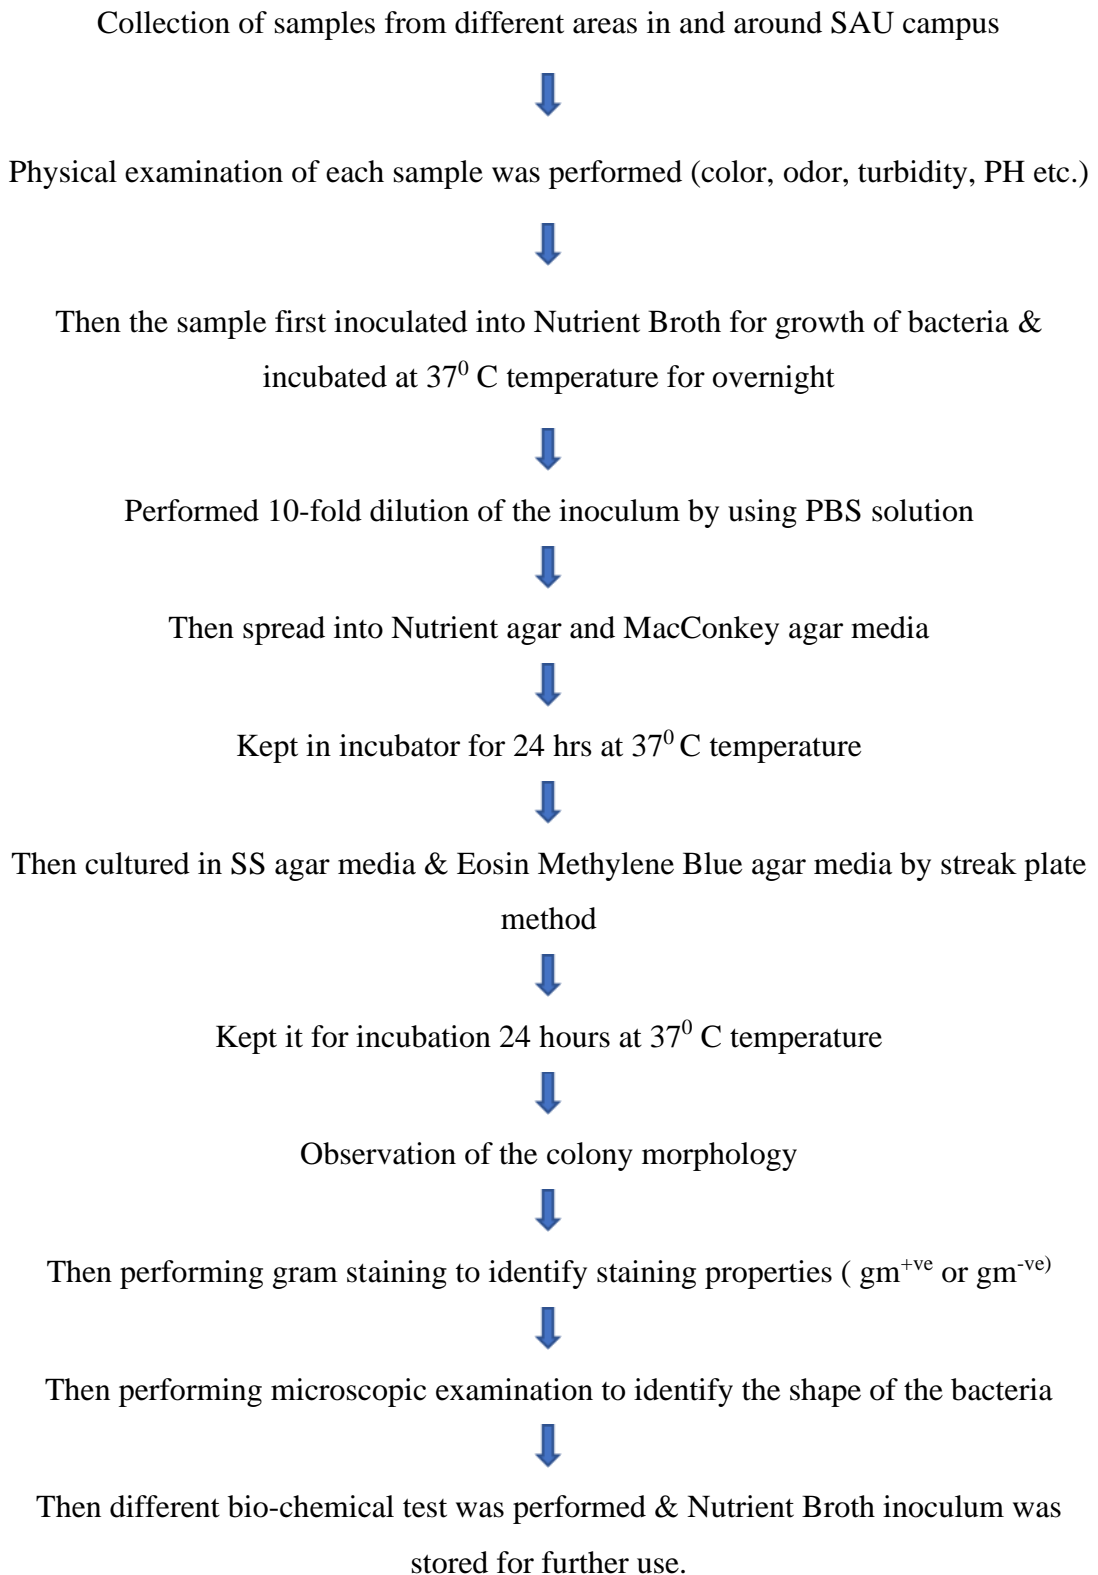 Collection of samples from different areas in and around SAU campus
Physical examination of each sample was performed (color, odor, turbidity, PH etc.)
Then the sample first inoculated into Nutrient Broth for growth of bacteria &
incubated at 37⁰ C temperature for overnight
Performed 10-fold dilution of the inoculum by using PBS solution
Then spread into Nutrient agar and MacConkey agar media
Kept in incubator for 24 hrs at 37⁰ C temperature
Then cultured in SS agar media & Eosin Methylene Blue agar media by streak plate
method
Kept it for incubation 24 hours at 37⁰ C temperature
Observation of the colony morphology
Then performing gram staining to identify staining properties ( gm⁺ᵛᵉ or gm⁻ᵛᵉ⁾
Then performing microscopic examination to identify the shape of the bacteria
Then different bio-chemical test was performed & Nutrient Broth inoculum was
stored for further use.